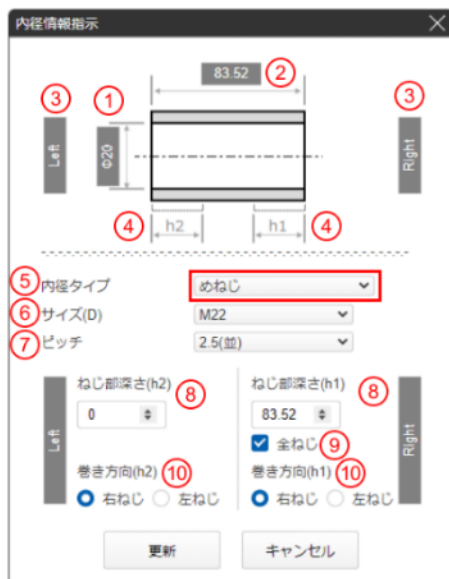 内径情報指示
83.52 ②
③ ① ③
Left Φ20 Right
④ h2 h1 ④
⑤ 内径タイプ めねじ
⑥ サイズ(D) M22
⑦ ピッチ 2.5(並)
ねじ部深さ(h2) ⑧ ねじ部深さ(h1) ⑧
0 83.52
Left 全ねじ ⑨ Right
巻き方向(h2) ⑩ 巻き方向(h1) ⑩
右ねじ 左ねじ 右ねじ 左ねじ
更新 キャンセル